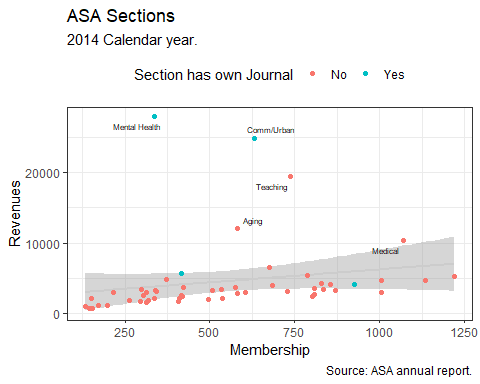 ASA Sections
2014 Calendar year.
Section has own Journal No Yes
Mental Health
Comm/Urban
Teaching
Aging
Medical
Revenues
20000
10000
0
250 500 750 1000 1250
Membership
Source: ASA annual report.